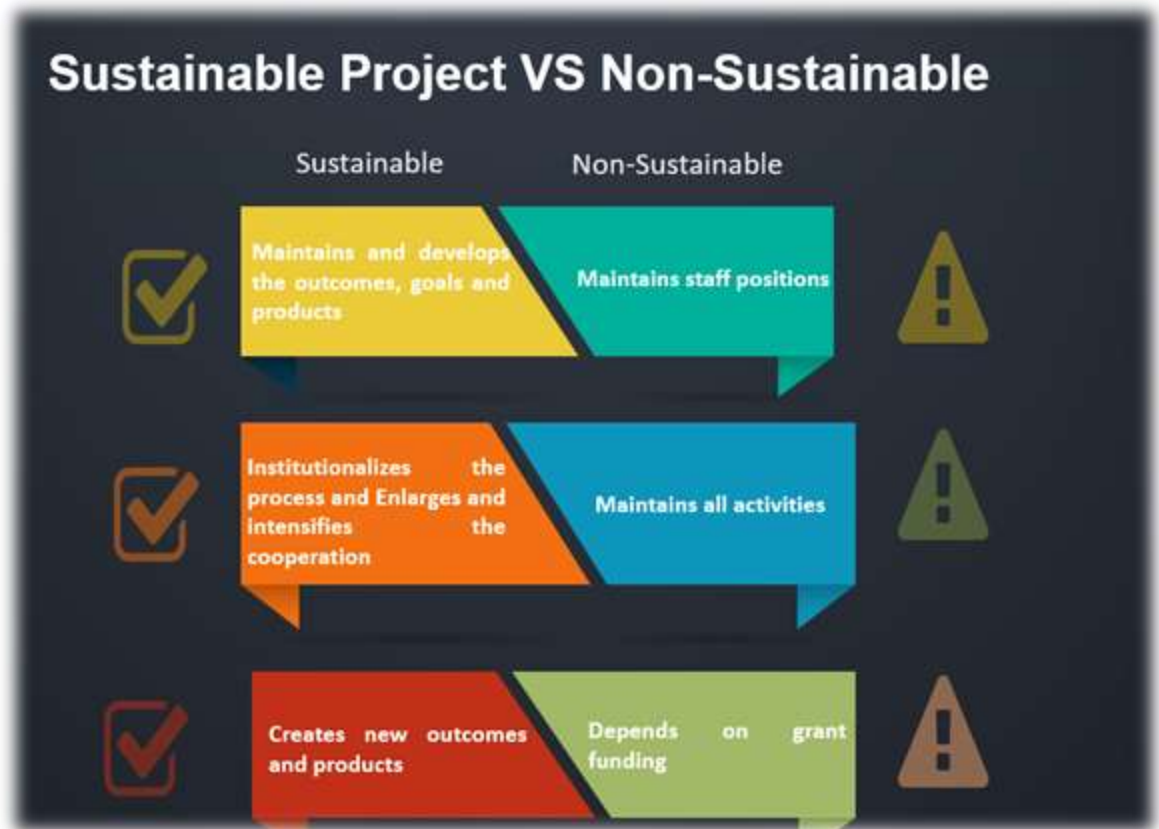 Sustainable Project VS Non-Sustainable
Sustainable
Non-Sustainable
Maintains and develops
the outcomes, goals and
products
Maintains staff positions
Institutionalizes the
process and Enlarges and
intensifies the
cooperation
Maintains all activities
Creates new outcomes
and products
Depends on grant
funding